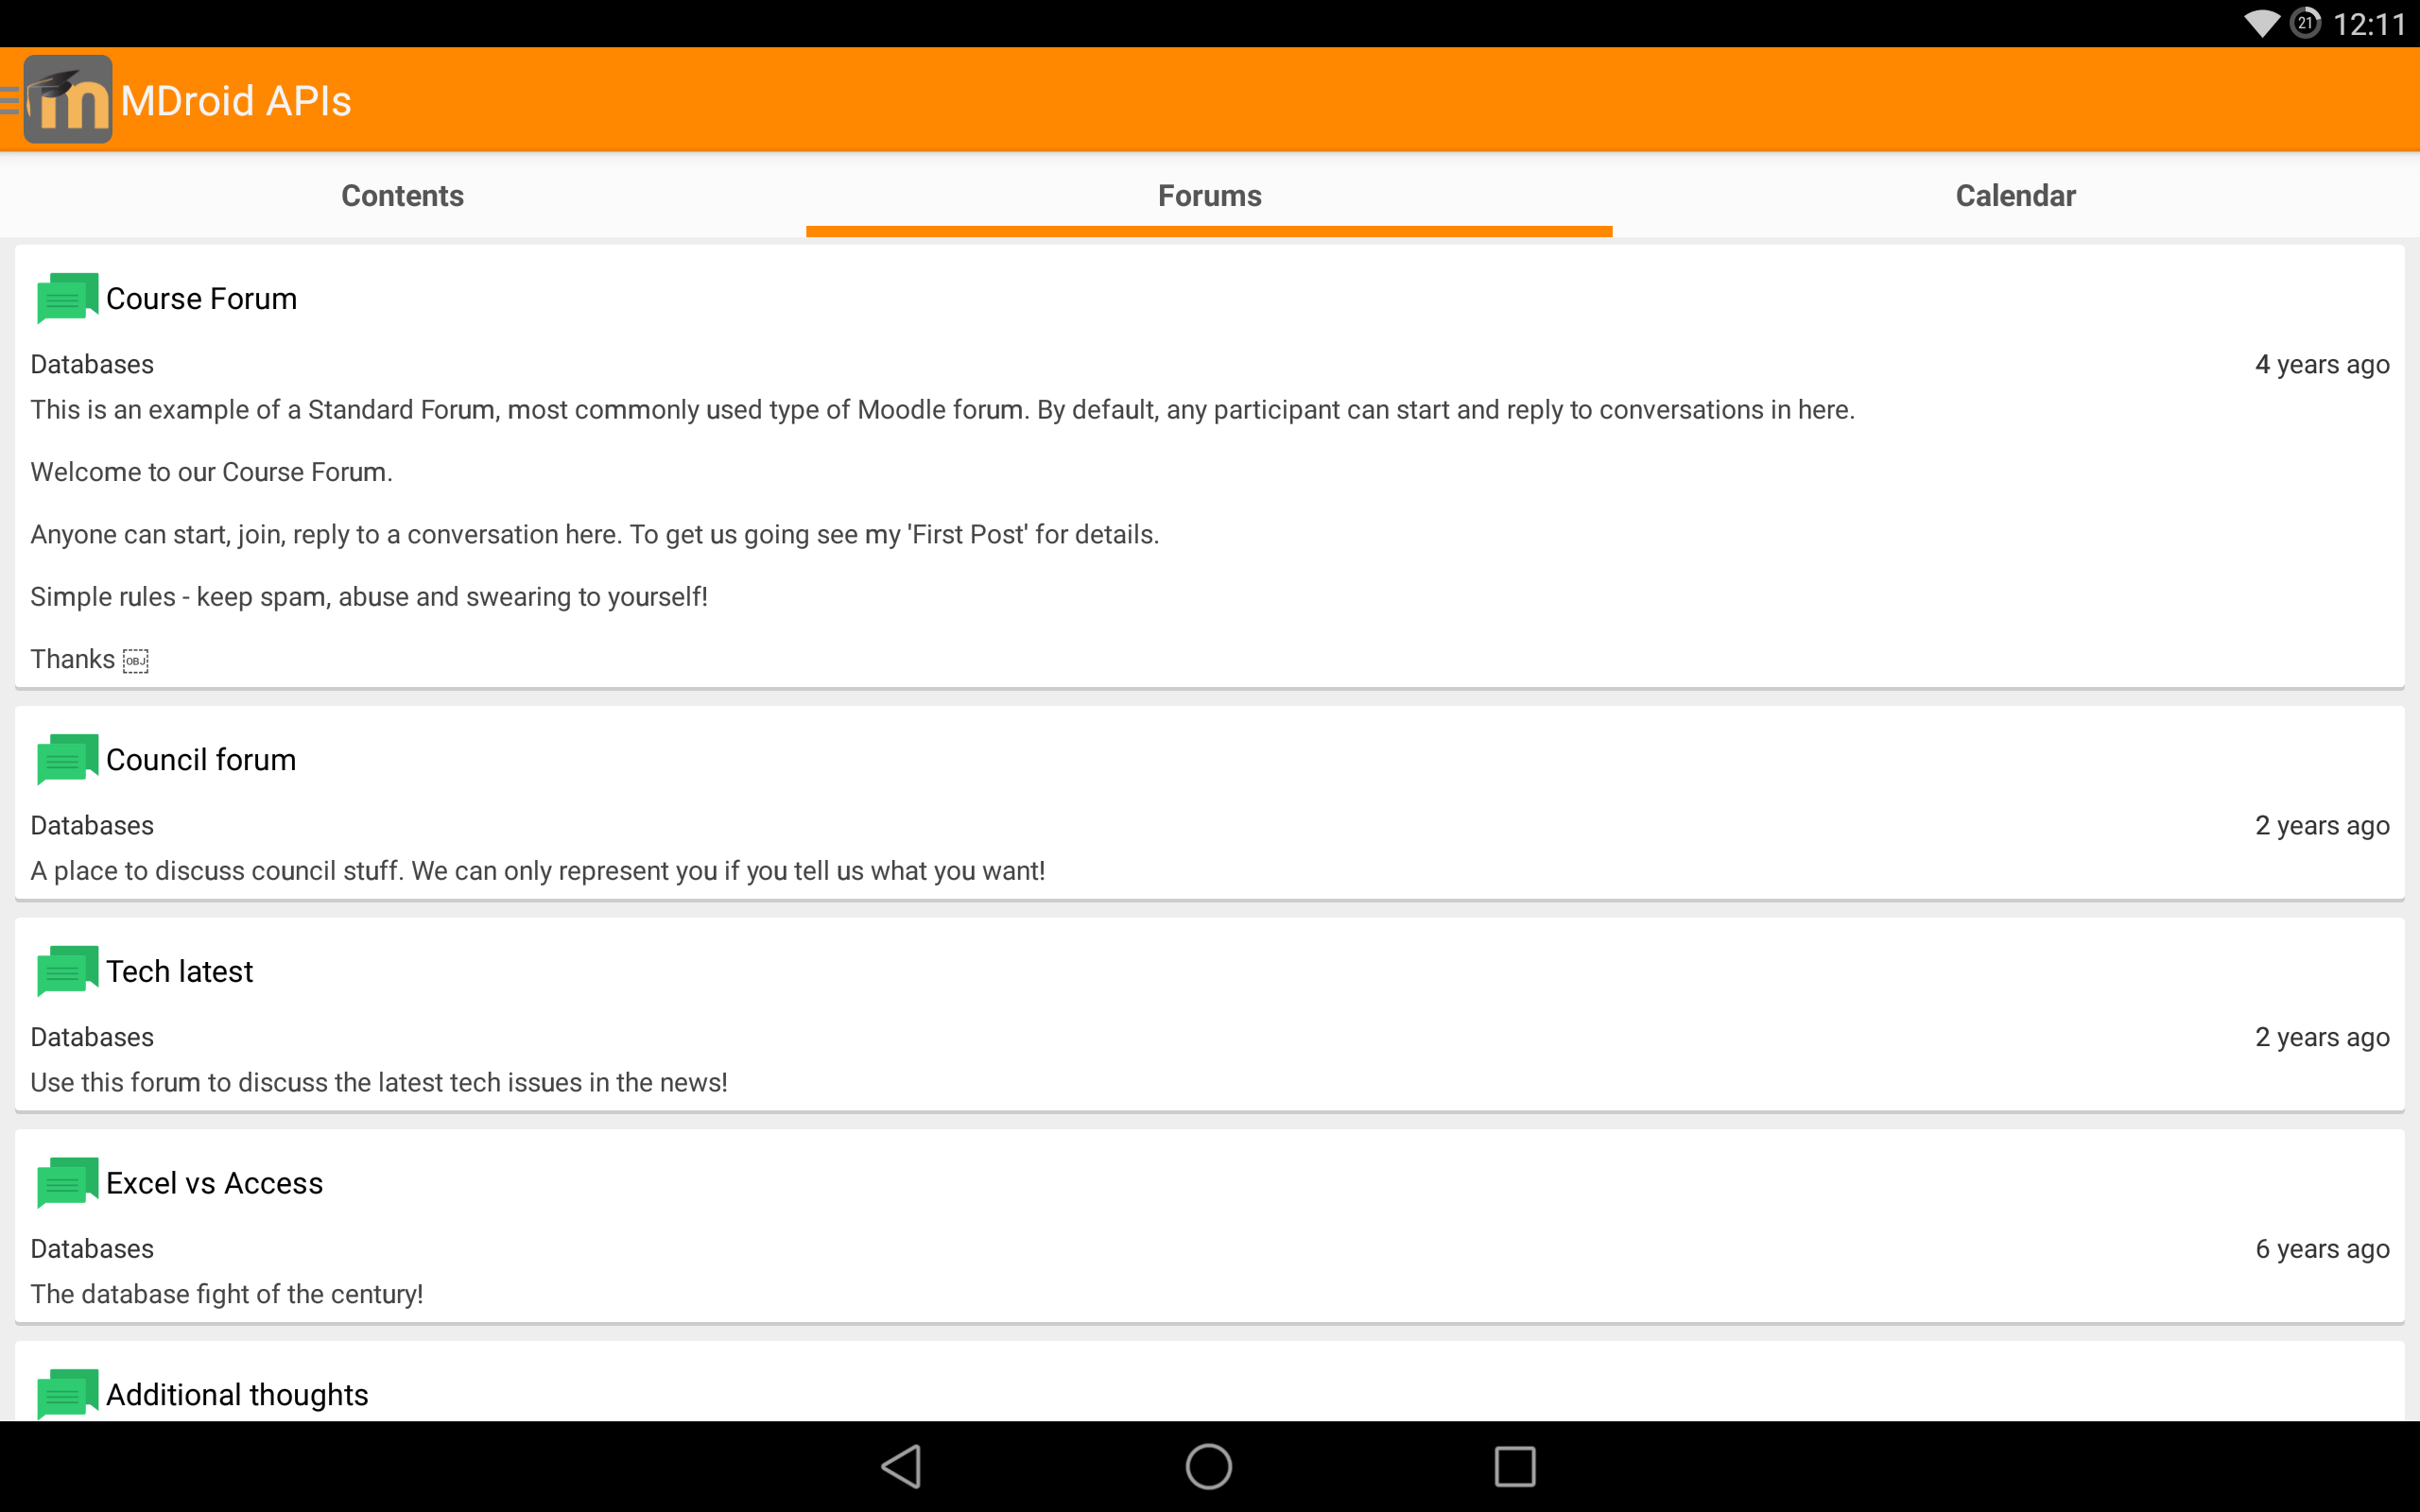 21 12:11
MDroid APIs
Contents Forums Calendar
Course Forum
Databases 4 years ago
This is an example of a Standard Forum, most commonly used type of Moodle forum. By default, any participant can start and reply to conversations in here.
Welcome to our Course Forum.
Anyone can start, join, reply to a conversation here. To get us going see my 'First Post' for details.
Simple rules - keep spam, abuse and swearing to yourself!
Thanks OBJ
Council forum
Databases 2 years ago
A place to discuss council stuff. We can only represent you if you tell us what you want!
Tech latest
Databases 2 years ago
Use this forum to discuss the latest tech issues in the news!
Excel vs Access
Databases 6 years ago
The database fight of the century!
Additional thoughts